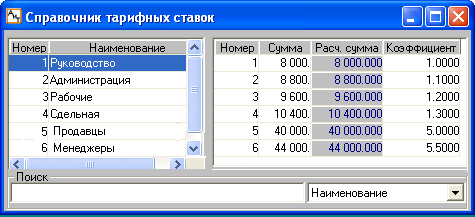 Справочник тарифных ставок
Номер Наименование
1 Руководство
2 Администрация
3 Рабочие
4 Сдельная
5 Продавцы
6 Менеджеры
Номер Сумма Расч. сумма Коэффициент
1 8 000. 8 000.000 1.0000
2 8 800. 8 800.000 1.1000
3 9 600. 9 600.000 1.2000
4 10 400. 10 400.000 1.3000
5 40 000. 40 000.000 5.0000
6 44 000. 44 000.000 5.5000
Поиск
Наименование